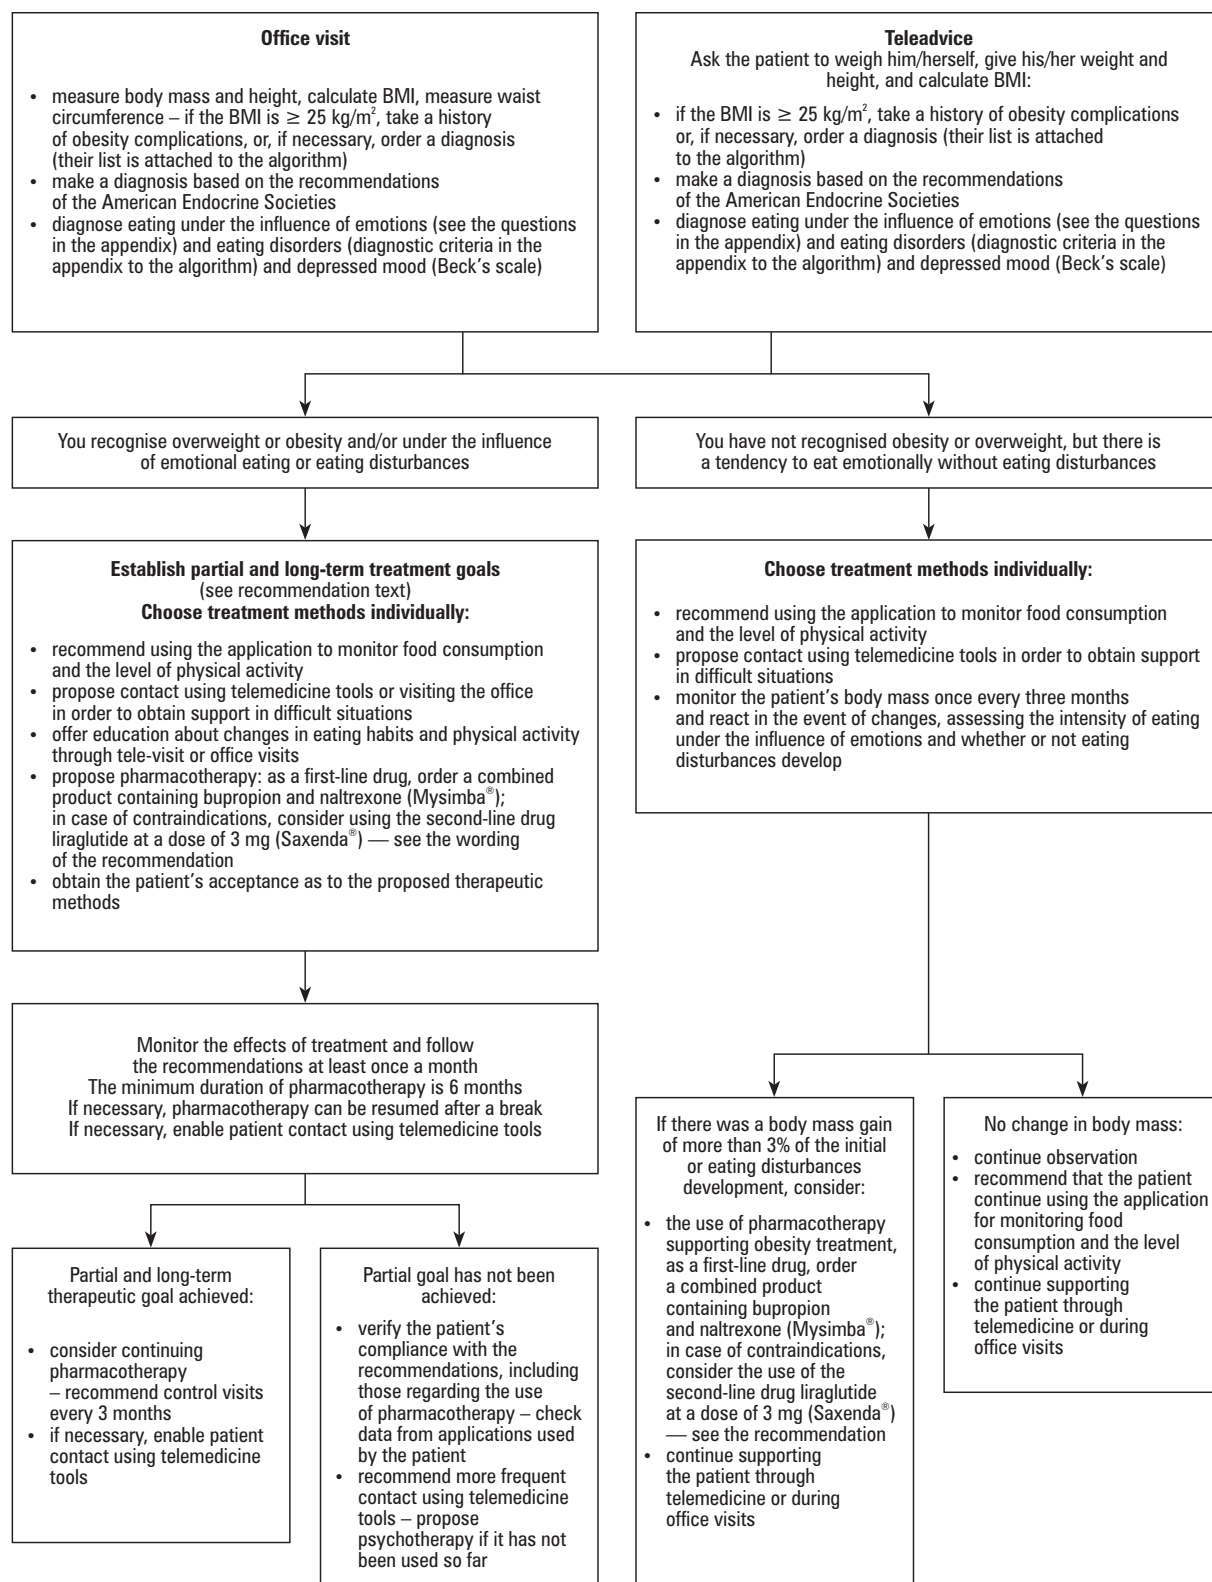 Office visit
• measure body mass and height, calculate BMI, measure waist
circumference – if the BMI is ≥ 25 kg/m², take a history
of obesity complications, or, if necessary, order a diagnosis
(their list is attached to the algorithm)
• make a diagnosis based on the recommendations
of the American Endocrine Societies
• diagnose eating under the influence of emotions (see the questions
in the appendix) and eating disorders (diagnostic criteria in the
appendix to the algorithm) and depressed mood (Beck's scale)
Teleadvice
Ask the patient to weigh him/herself, give his/her weight and
height, and calculate BMI:
• if the BMI is ≥ 25 kg/m², take a history of obesity complications
or, if necessary, order a diagnosis (their list is attached
to the algorithm)
• make a diagnosis based on the recommendations
of the American Endocrine Societies
• diagnose eating under the influence of emotions (see the questions
in the appendix) and eating disorders (diagnostic criteria in the
appendix to the algorithm) and depressed mood (Beck's scale)
You recognise overweight or obesity and/or under the influence
of emotional eating or eating disturbances
You have not recognised obesity or overweight, but there is
a tendency to eat emotionally without eating disturbances
Establish partial and long-term treatment goals
(see recommendation text)
Choose treatment methods individually:
• recommend using the application to monitor food consumption
and the level of physical activity
• propose contact using telemedicine tools or visiting the office
in order to obtain support in difficult situations
• offer education about changes in eating habits and physical activity
through tele-visit or office visits
• propose pharmacotherapy: as a first-line drug, order a combined
product containing bupropion and naltrexone (Mysimba®);
in case of contraindications, consider using the second-line drug
liraglutide at a dose of 3 mg (Saxenda®) — see the wording
of the recommendation
• obtain the patient's acceptance as to the proposed therapeutic
methods
Choose treatment methods individually:
• recommend using the application to monitor food consumption
and the level of physical activity
• propose contact using telemedicine tools in order to obtain support
in difficult situations
• monitor the patient's body mass once every three months
and react in the event of changes, assessing the intensity of eating
under the influence of emotions and whether or not eating
disturbances develop
Monitor the effects of treatment and follow
the recommendations at least once a month
The minimum duration of pharmacotherapy is 6 months
If necessary, pharmacotherapy can be resumed after a break
If necessary, enable patient contact using telemedicine tools
Partial and long-term
therapeutic goal achieved:
• consider continuing
pharmacotherapy
– recommend control visits
every 3 months
• if necessary, enable patient
contact using telemedicine
tools
Partial goal has not been
achieved:
• verify the patient's
compliance with the
recommendations, including
those regarding the use
of pharmacotherapy – check
data from applications used
by the patient
• recommend more frequent
contact using telemedicine
tools – propose
psychotherapy if it has not
been used so far
If there was a body mass gain
of more than 3% of the initial
or eating disturbances
development, consider:
• the use of pharmacotherapy
supporting obesity treatment,
as a first-line drug, order
a combined product
containing bupropion
and naltrexone (Mysimba®);
in case of contraindications,
consider the use of the
second-line drug liraglutide
at a dose of 3 mg (Saxenda®)
— see the recommendation
• continue supporting
the patient through
telemedicine or during
office visits
No change in body mass:
• continue observation
• recommend that the patient
continue using the application
for monitoring food
consumption and the level
of physical activity
• continue supporting
the patient through
telemedicine or during
office visits